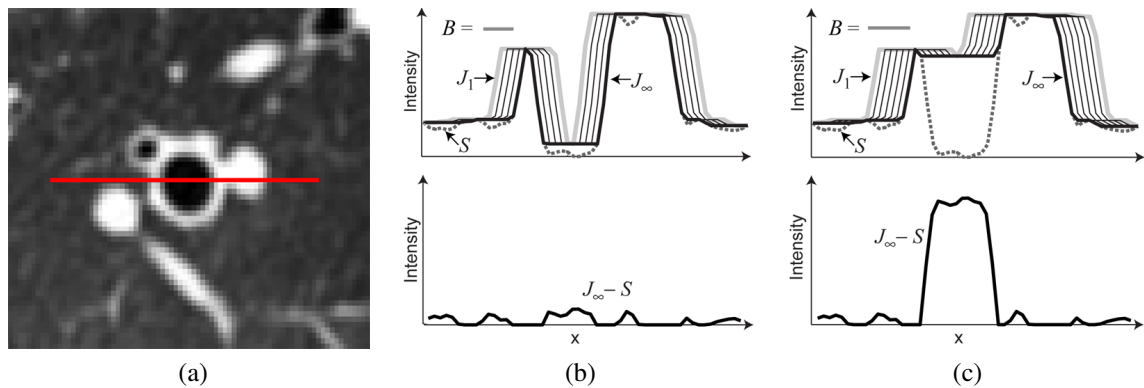 Intensity
B =
J₁
J∞
S
Intensity
J∞ – S
x
Intensity
B =
J₁
J∞
S
Intensity
J∞ – S
x
(a)
(b)
(c)